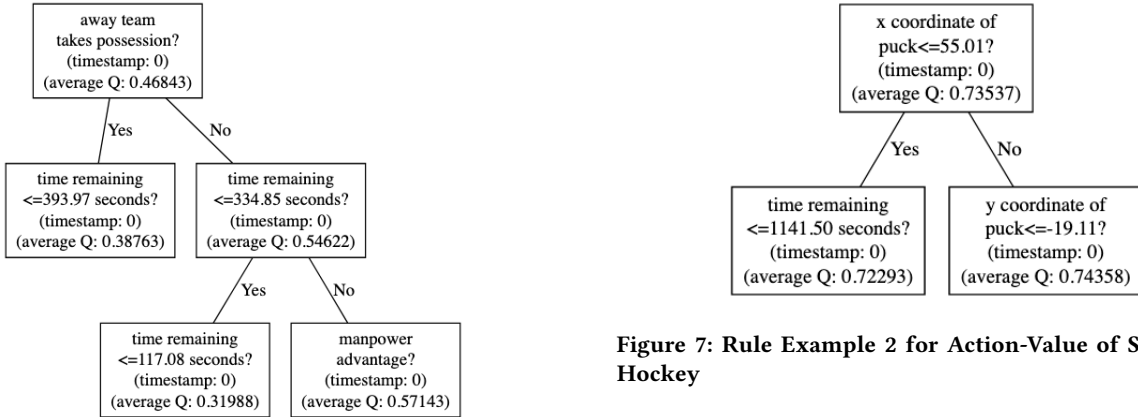 away team
takes possession?
(timestamp: 0)
(average Q: 0.46843)
Yes
No
time remaining
<=393.97 seconds?
(timestamp: 0)
(average Q: 0.38763)
time remaining
<=334.85 seconds?
(timestamp: 0)
(average Q: 0.54622)
Yes
No
time remaining
<=117.08 seconds?
(timestamp: 0)
(average Q: 0.31988)
manpower
advantage?
(timestamp: 0)
(average Q: 0.57143)
x coordinate of
puck<=55.01?
(timestamp: 0)
(average Q: 0.73537)
Yes
No
time remaining
<=1141.50 seconds?
(timestamp: 0)
(average Q: 0.72293)
y coordinate of
puck<=-19.11?
(timestamp: 0)
(average Q: 0.74358)
Figure 7: Rule Example 2 for Action-Value of S
Hockey